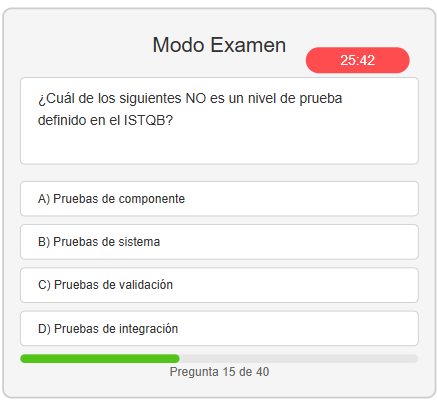 Modo Examen
25:42
¿Cuál de los siguientes NO es un nivel de prueba
definido en el ISTQB?
A) Pruebas de componente
B) Pruebas de sistema
C) Pruebas de validación
D) Pruebas de integración
Pregunta 15 de 40